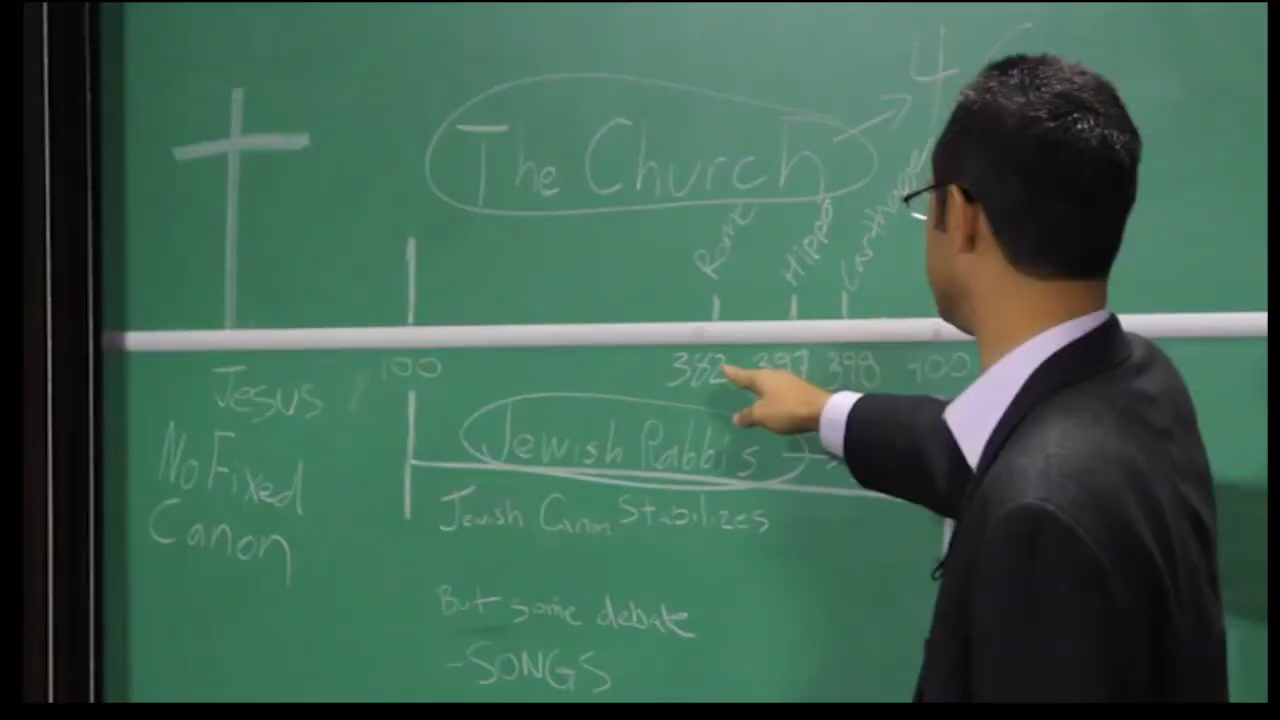 4
The Church
Rome
Hippo
Carthage
100 382 397 398 400
Jesus
No Fixed
Canon
Jewish Rabbis
Jewish Canon Stabilizes
But some debate
-SONGS